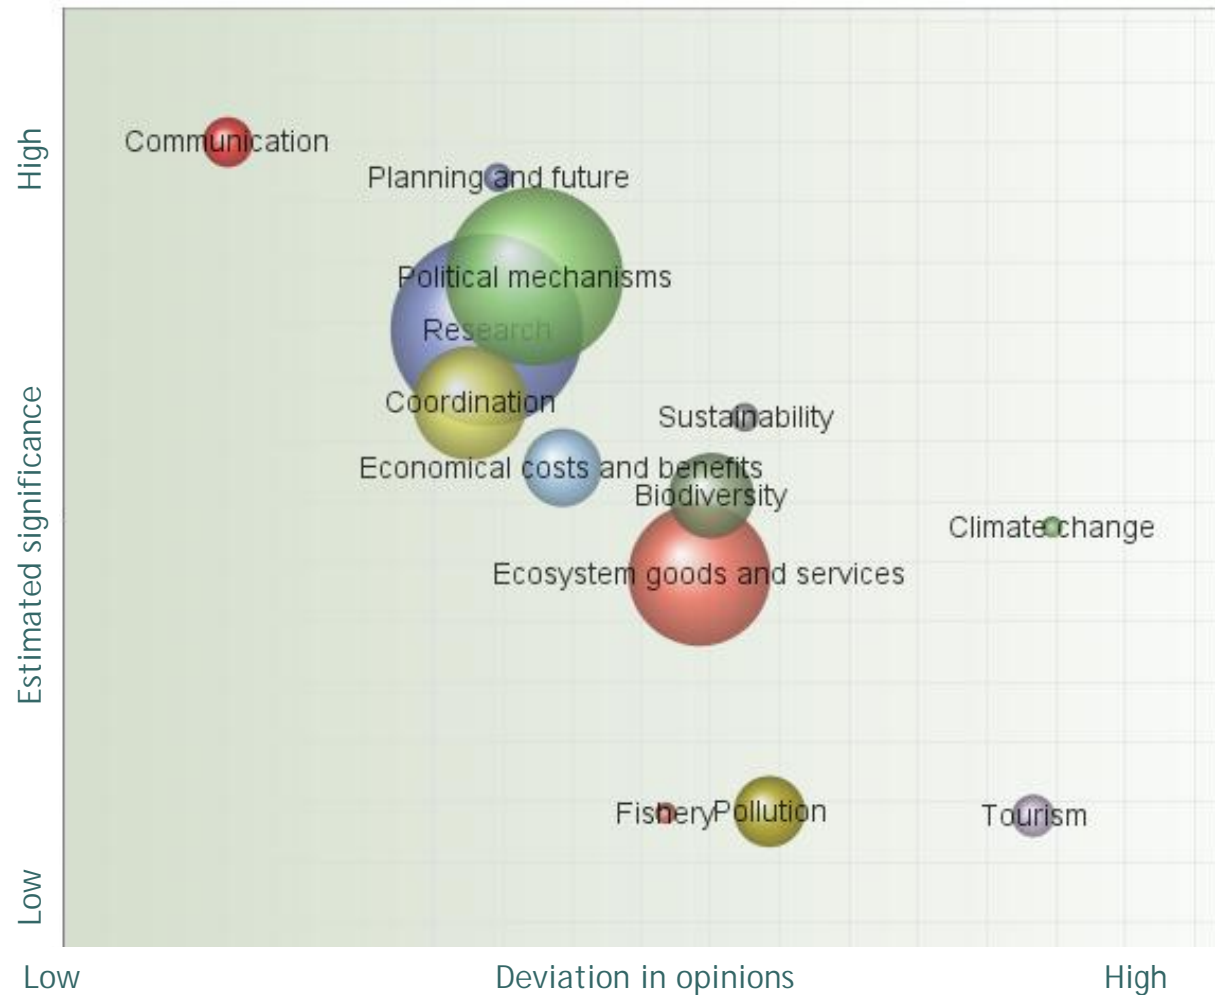 High
Estimated significance
Low
Communication
Planning and future
Political mechanisms
Research
Coordination
Sustainability
Economical costs and benefits
Biodiversity
Climate change
Ecosystem goods and services
Fishery
Pollution
Tourism
Low
Deviation in opinions
High